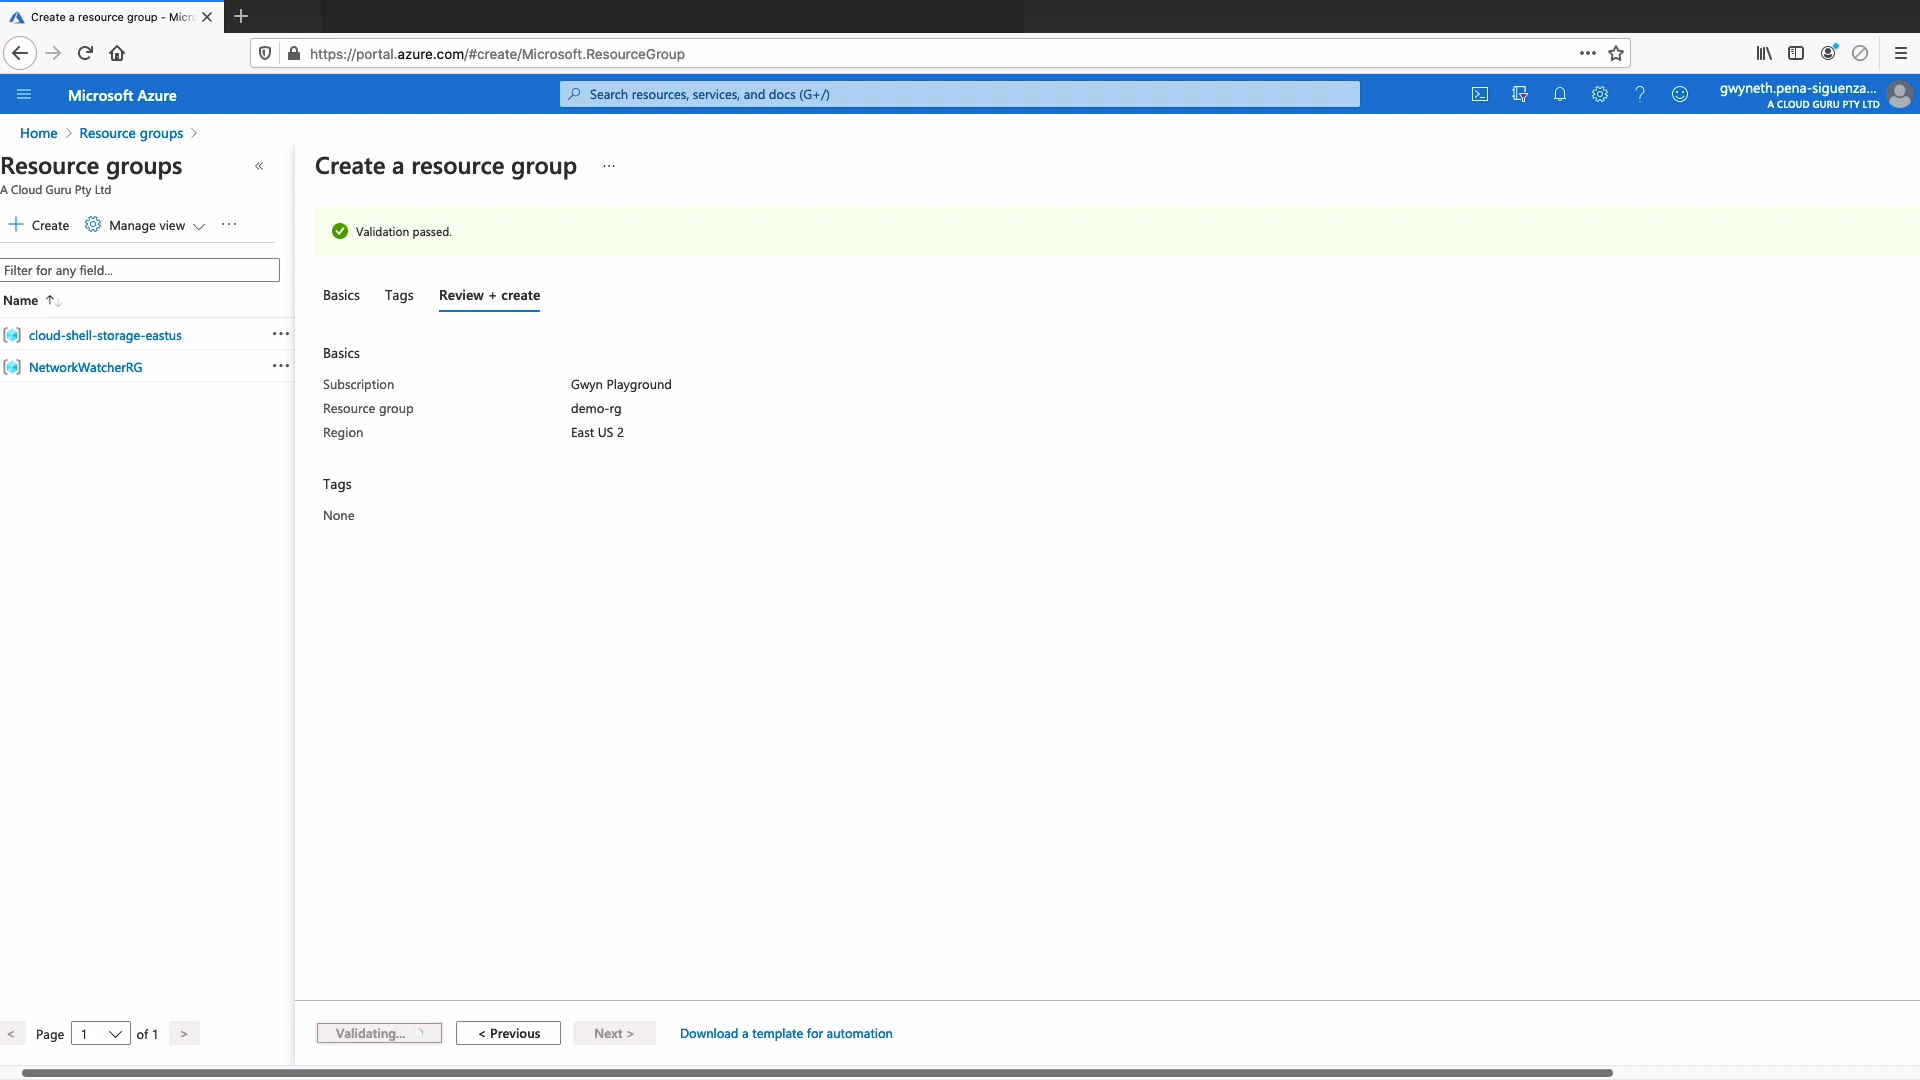 Create a resource group - Micr
https://portal.azure.com/#create/Microsoft.ResourceGroup
Microsoft Azure
Search resources, services, and docs (G+/)
gwyneth.pena-siguenza...
A CLOUD GURU PTY LTD
Home > Resource groups >
Resource groups
A Cloud Guru Pty Ltd
Create
Manage view
Filter for any field...
Name
cloud-shell-storage-eastus
NetworkWatcherRG
Page 1 of 1
Create a resource group
Validation passed.
Basics Tags Review + create
Basics
Subscription Gwyn Playground
Resource group demo-rg
Region East US 2
Tags
None
Validating...
< Previous
Next >
Download a template for automation